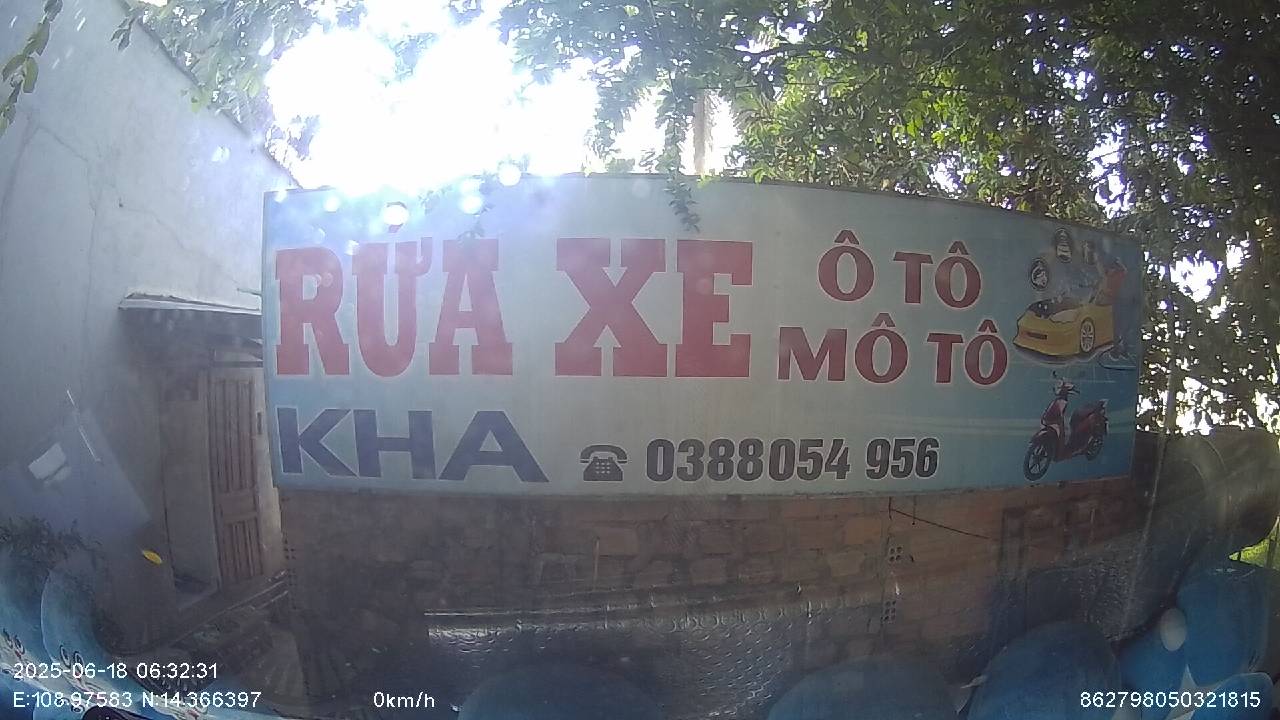 RỬA XE
Ô TÔ
MÔ TÔ
KHA
0388054 956
2025-06-18 06:32:31
E:108.97583 N:14.366397
0km/h
862798050321815